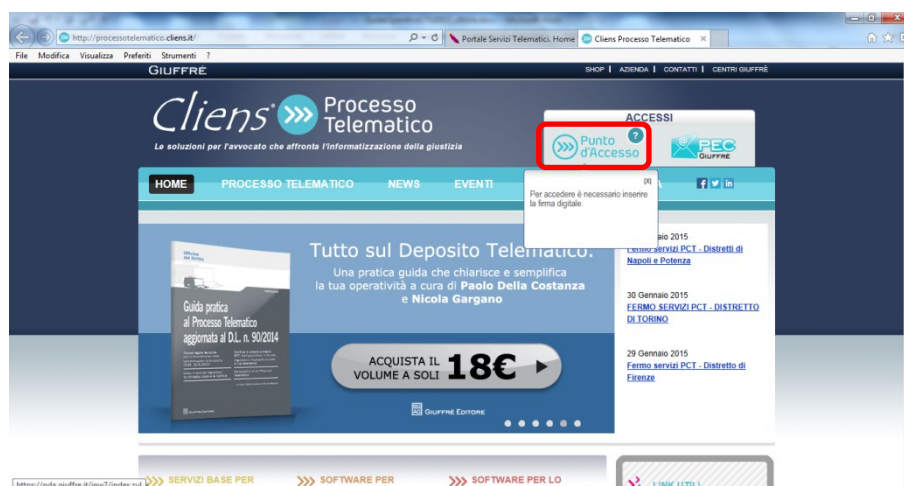 http://processotelematico.cliens.it/
Portale Servizi Telematici. Home
Cliens Processo Telematico
File Modifica Visualizza Preferiti Strumenti ?
GIUFFRÈ
SHOP | AZIENDA | CONTATTI | CENTRI GIUFFRÈ
Cliens Processo
Telematico
Le soluzioni per l'avvocato che affronta l'informatizzazione della giustizia
ACCESSI
Punto
d'Accesso
?
PEC
GIUFFRÈ
HOME PROCESSO TELEMATICO NEWS EVENTI
[X]
Per accedere è necessario inserire
la firma digitale.
Tutto sul Deposito Telematico.
Una pratica guida che chiarisce e semplifica
la tua operatività a cura di Paolo Della Costanza
e Nicola Gargano
Guida pratica
al Processo Telematico
aggiornata al D.L. n. 90/2014
ACQUISTA IL
VOLUME A SOLI 18€
GIUFFRÈ EDITORE
2015
Fermo servizi PCT - Distretti di
Napoli e Potenza
30 Gennaio 2015
FERMO SERVIZI PCT - DISTRETTO
DI TORINO
29 Gennaio 2015
Fermo servizi PCT - Distretto di
Firenze
SERVIZI BASE PER
SOFTWARE PER
SOFTWARE PER LO
LINK UTILI